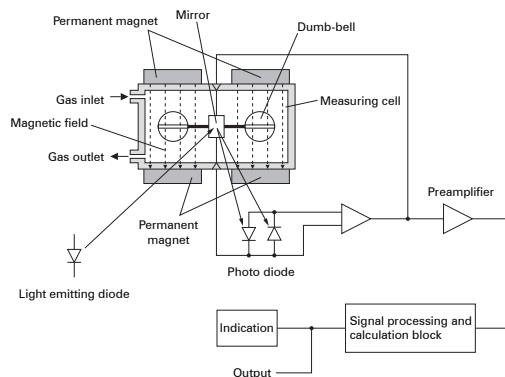 Permanent magnet
Mirror
Dumb-bell
Gas inlet
Measuring cell
Magnetic field
Gas outlet
Permanent
magnet
Preamplifier
Photo diode
Light emitting diode
Indication
Signal processing and
calculation block
Output